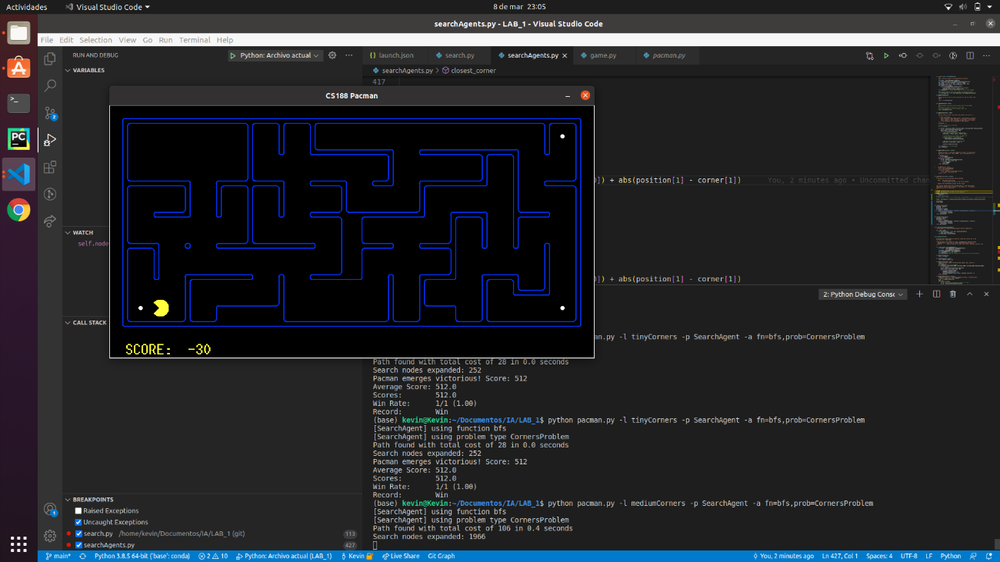 Actividades
Visual Studio Code
8 de mar 23:05
searchAgents.py - LAB_1 - Visual Studio Code
File Edit Selection View Go Run Terminal Help
RUN AND DEBUG
Python: Archivo actual
launch.json
search.py
searchAgents.py
game.py
pacman.py
searchAgents.py > closest_corner
VARIABLES
417
CS188 Pacman
]) + abs(position[1] - corner[1])
You, 2 minutes ago • Uncommitted chan
WATCH
self.node
]) + abs(position[1] - corner[1])
CALL STACK
SCORE: -30
2: Python Debug Consc
an.py -l tinyCorners -p SearchAgent -a fn=bfs,prob=CornersProblem
Path found with total cost of 28 in 0.0 seconds
Search nodes expanded: 252
Pacman emerges victorious! Score: 512
Average Score: 512.0
Scores: 512.0
Win Rate: 1/1 (1.00)
Record: Win
(base) kevin@Kevin:~/Documentos/IA/LAB_1$ python pacman.py -l tinyCorners -p SearchAgent -a fn=bfs,prob=CornersProblem
[SearchAgent] using function bfs
[SearchAgent] using problem type CornersProblem
Path found with total cost of 28 in 0.0 seconds
Search nodes expanded: 252
Pacman emerges victorious! Score: 512
Average Score: 512.0
Scores: 512.0
Win Rate: 1/1 (1.00)
Record: Win
(base) kevin@Kevin:~/Documentos/IA/LAB_1$ python pacman.py -l mediumCorners -p SearchAgent -a fn=bfs,prob=CornersProblem
[SearchAgent] using function bfs
[SearchAgent] using problem type CornersProblem
Path found with total cost of 106 in 0.4 seconds
Search nodes expanded: 1966
BREAKPOINTS
Raised Exceptions
Uncaught Exceptions
search.py /home/kevin/Documentos/IA/LAB_1 (git) 113
searchAgents.py 427
main* Python 3.8.5 64-bit ('base': conda) 2 10 Python: Archivo actual (LAB_1) Kevin Live Share Git Graph You, 2 minutes ago Ln 427, Col 1 Spaces: 4 UTF-8 LF Python